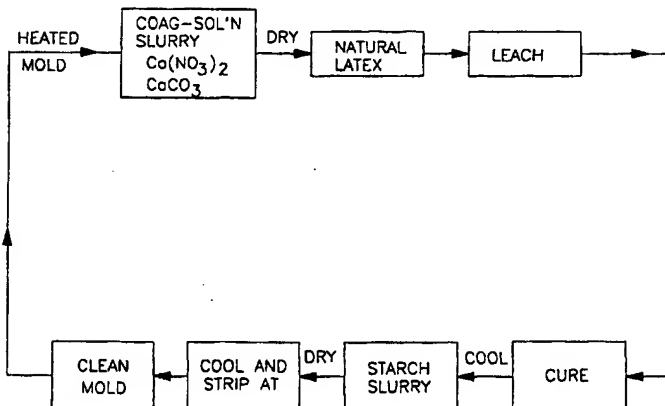 HEATED
MOLD
COAG-SOL'N
SLURRY
Ca(NO3)2
CaCO3
DRY
NATURAL
LATEX
LEACH
CLEAN
MOLD
COOL AND
STRIP AT
DRY
STARCH
SLURRY
COOL
CURE